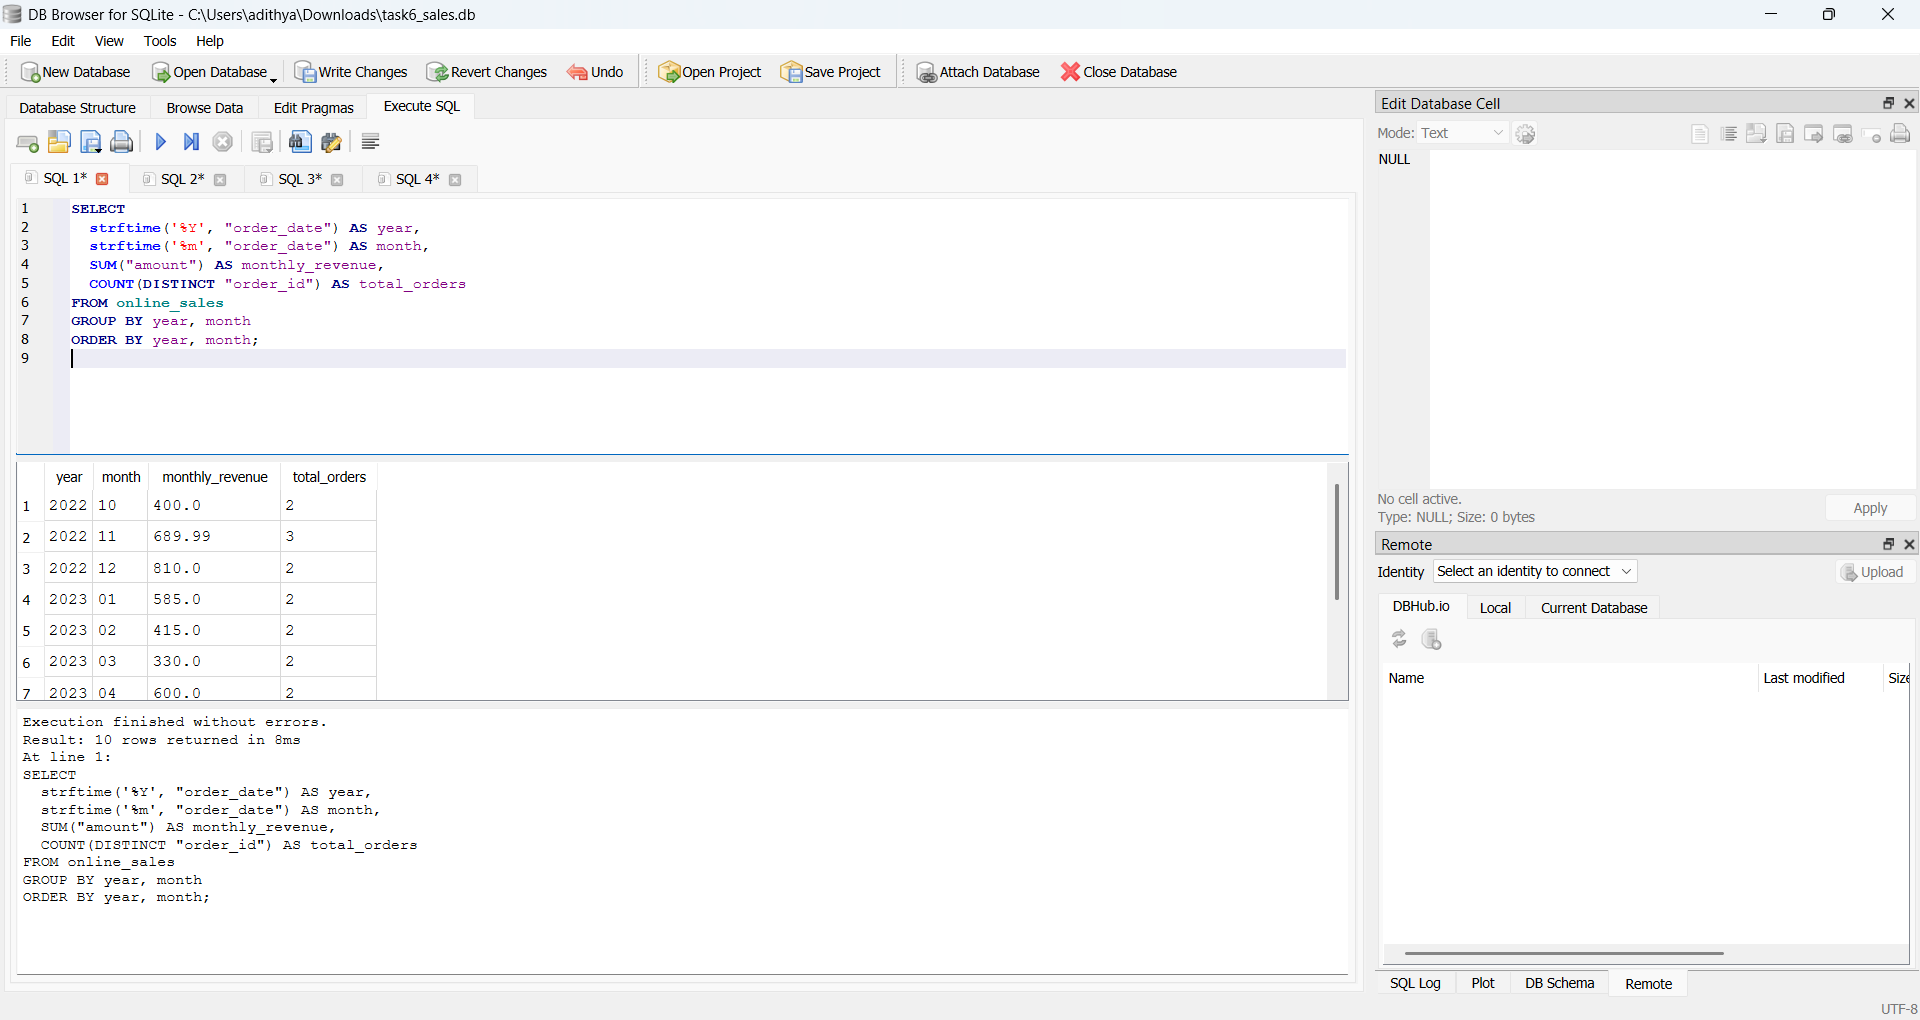 DB Browser for SQLite - C:\Users\adithya\Downloads\task6_sales.db
File Edit View Tools Help
New Database Open Database Write Changes Revert Changes Undo Open Project Save Project Attach Database Close Database
Database Structure Browse Data Edit Pragmas Execute SQL
SQL 1* SQL 2* SQL 3* SQL 4*
1 SELECT
2 strftime('%Y', "order_date") AS year,
3 strftime('%m', "order_date") AS month,
4 SUM("amount") AS monthly_revenue,
5 COUNT(DISTINCT "order_id") AS total_orders
6 FROM online_sales
7 GROUP BY year, month
8 ORDER BY year, month;
9
year month monthly_revenue total_orders
1 2022 10 400.0 2
2 2022 11 689.99 3
3 2022 12 810.0 2
4 2023 01 585.0 2
5 2023 02 415.0 2
6 2023 03 330.0 2
7 2023 04 600.0 2
Execution finished without errors.
Result: 10 rows returned in 8ms
At line 1:
SELECT
strftime('%Y', "order_date") AS year,
strftime('%m', "order_date") AS month,
SUM("amount") AS monthly_revenue,
COUNT(DISTINCT "order_id") AS total_orders
FROM online_sales
GROUP BY year, month
ORDER BY year, month;
Edit Database Cell
Mode: Text
NULL
No cell active.
Type: NULL; Size: 0 bytes
Apply
Remote
Identity Select an identity to connect Upload
DBHub.io Local Current Database
Name Last modified Size
SQL Log Plot DB Schema Remote
UTF-8